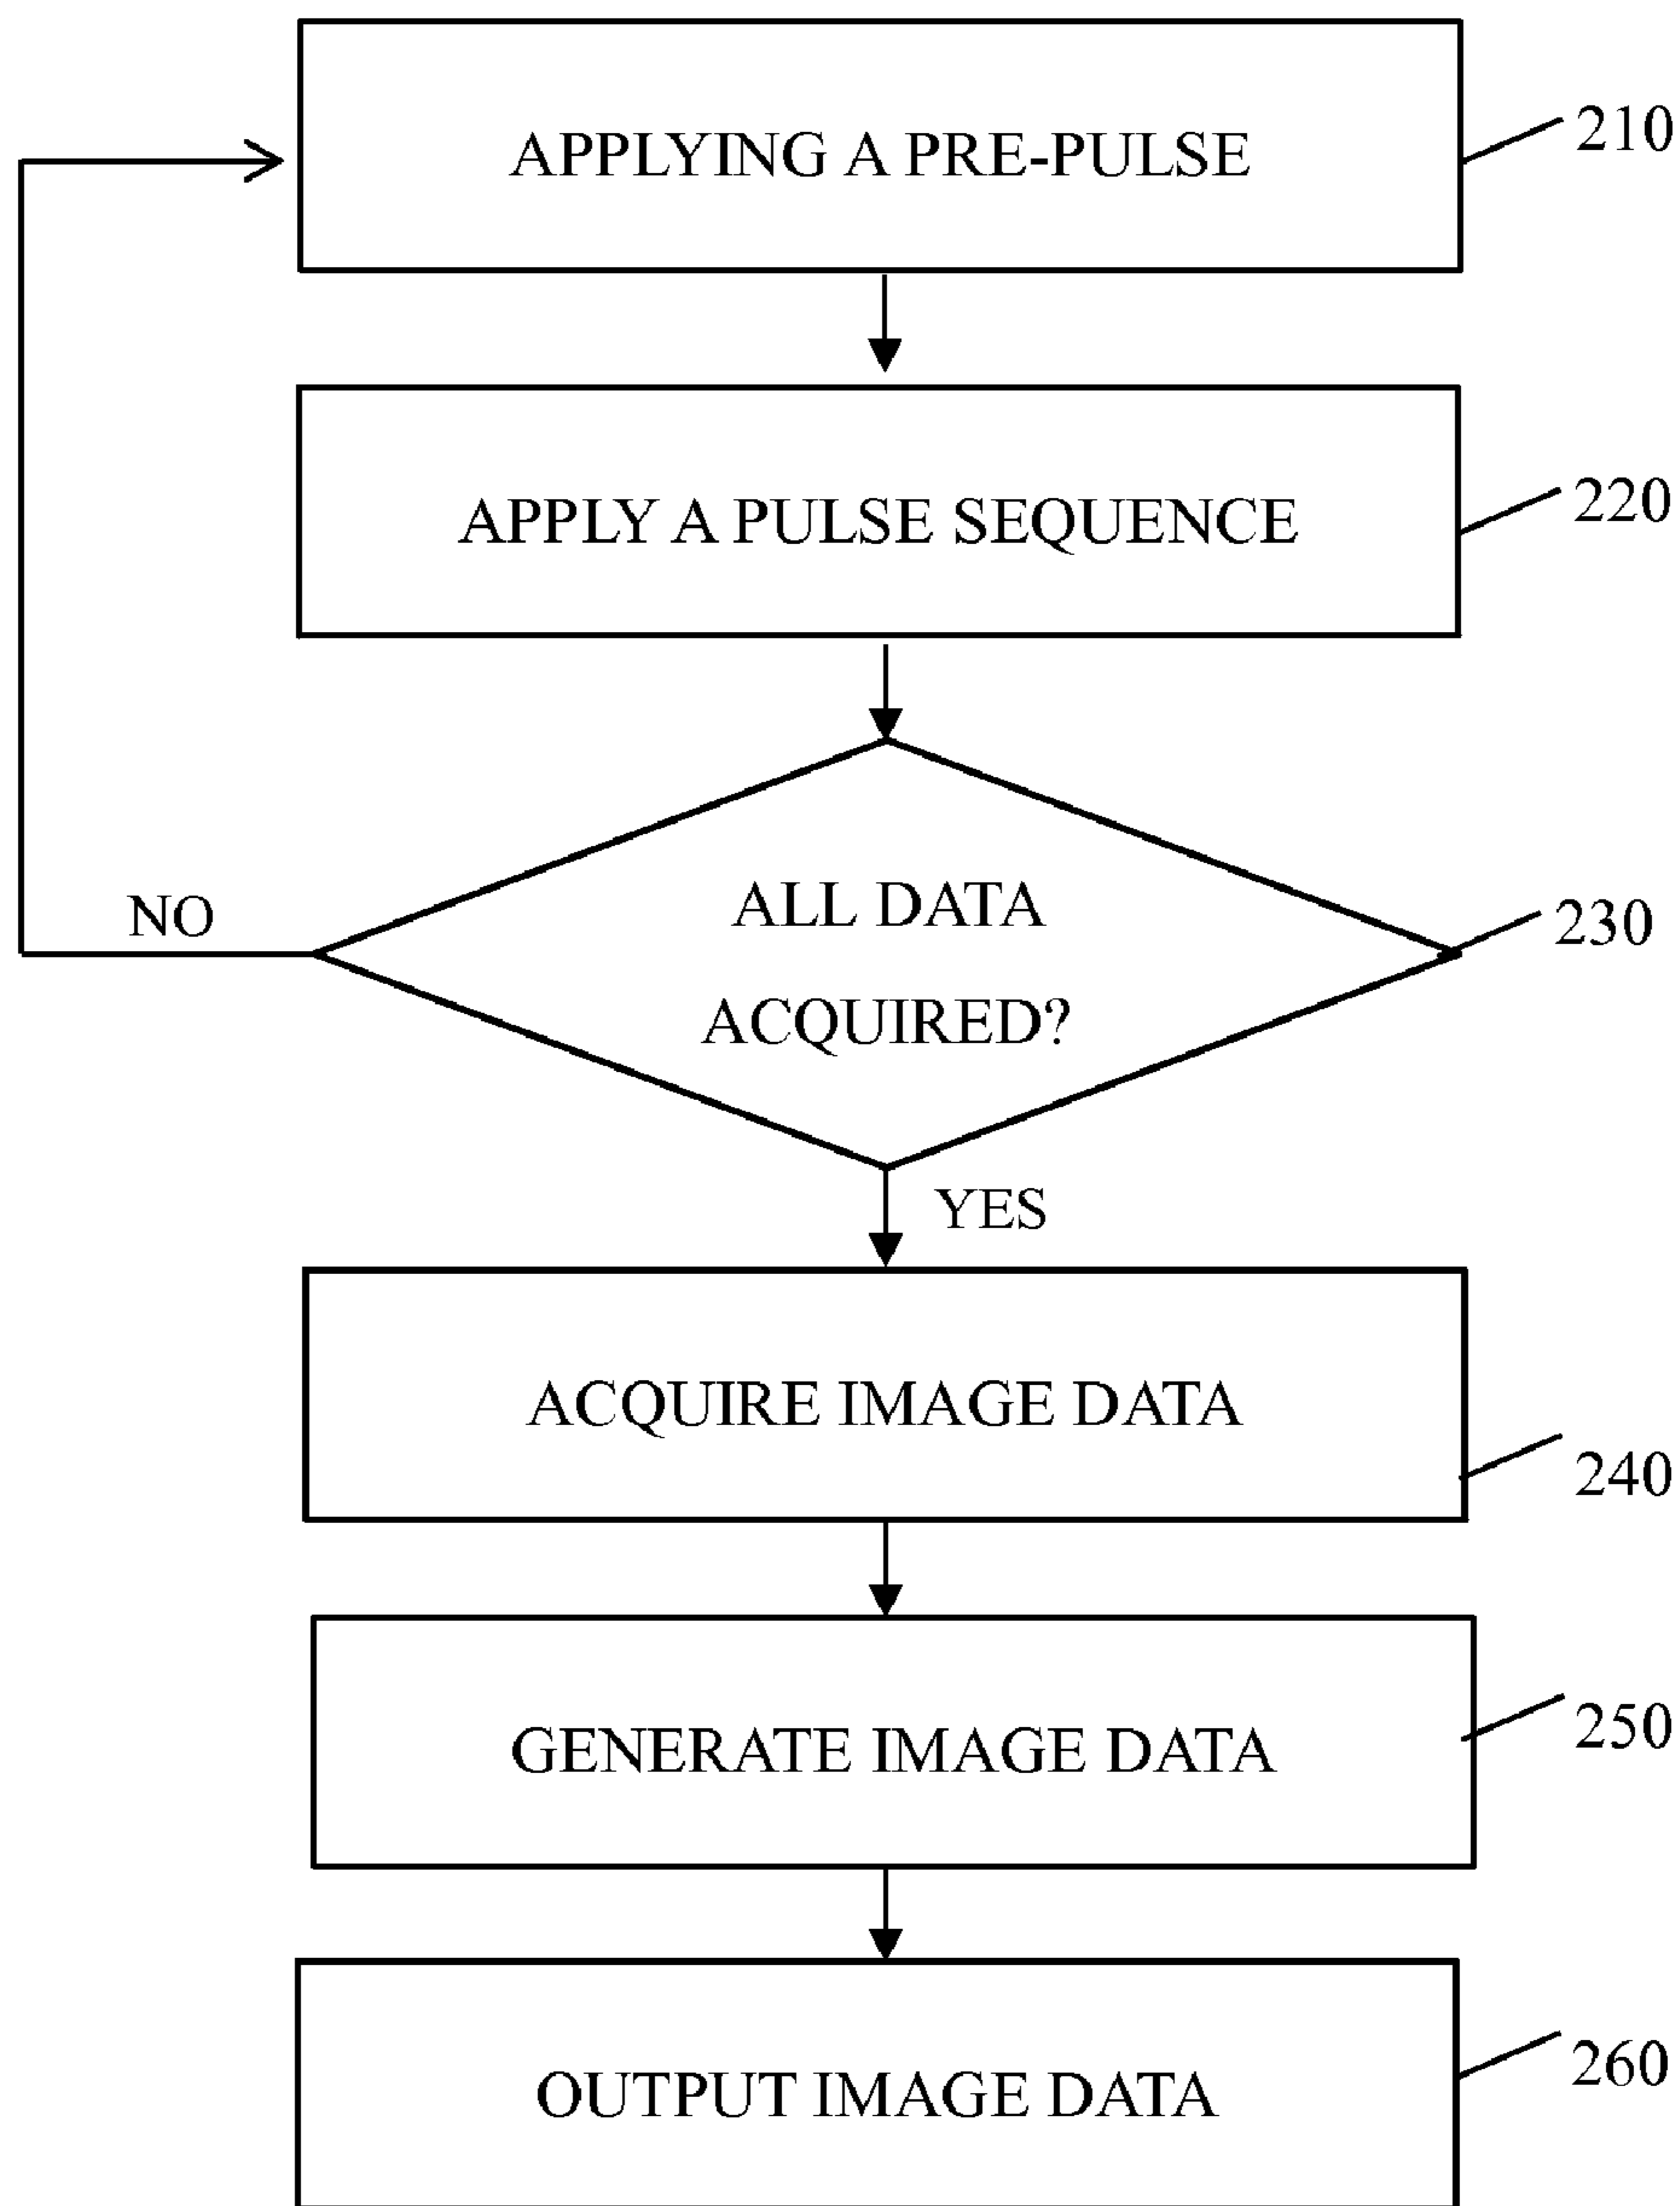 APPLYING A PRE-PULSE
210
APPLY A PULSE SEQUENCE
220
ALL DATA
ACQUIRED?
230
NO
YES
ACQUIRE IMAGE DATA
240
GENERATE IMAGE DATA
250
OUTPUT IMAGE DATA
260